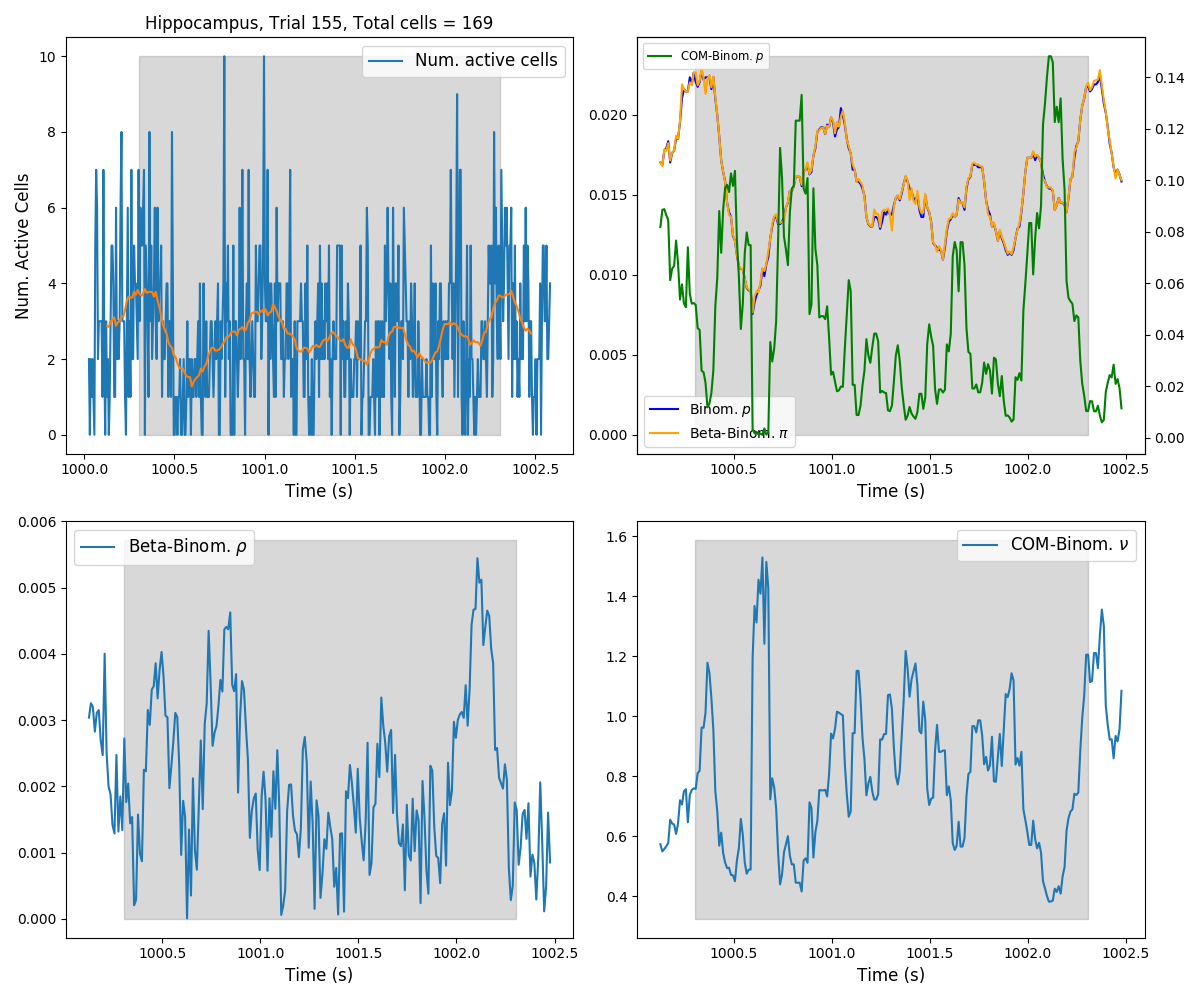 Hippocampus, Trial 155, Total cells = 169
Num. active cells
Num. Active Cells
10
8
6
4
2
0
1000.0 1000.5 1001.0 1001.5 1002.0 1002.5
Time (s)
COM-Binom. p
Binom. p
Beta-Binom. π
0.020
0.015
0.010
0.005
0.000
0.14
0.12
0.10
0.08
0.06
0.04
0.02
0.00
1000.5 1001.0 1001.5 1002.0 1002.5
Time (s)
Beta-Binom. ρ
0.006
0.005
0.004
0.003
0.002
0.001
0.000
1000.5 1001.0 1001.5 1002.0 1002.5
Time (s)
COM-Binom. ν
1.6
1.4
1.2
1.0
0.8
0.6
0.4
1000.5 1001.0 1001.5 1002.0 1002.5
Time (s)